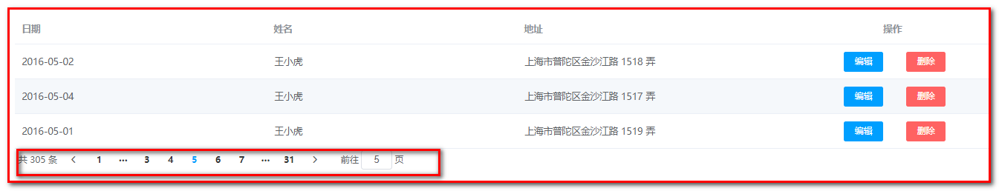 日期 姓名 地址 操作
2016-05-02 王小虎 上海市普陀区金沙江路 1518 弄 编辑 删除
2016-05-04 王小虎 上海市普陀区金沙江路 1517 弄 编辑 删除
2016-05-01 王小虎 上海市普陀区金沙江路 1519 弄 编辑 删除
共 305 条 < 1 ··· 3 4 5 6 7 ··· 31 > 前往 5 页